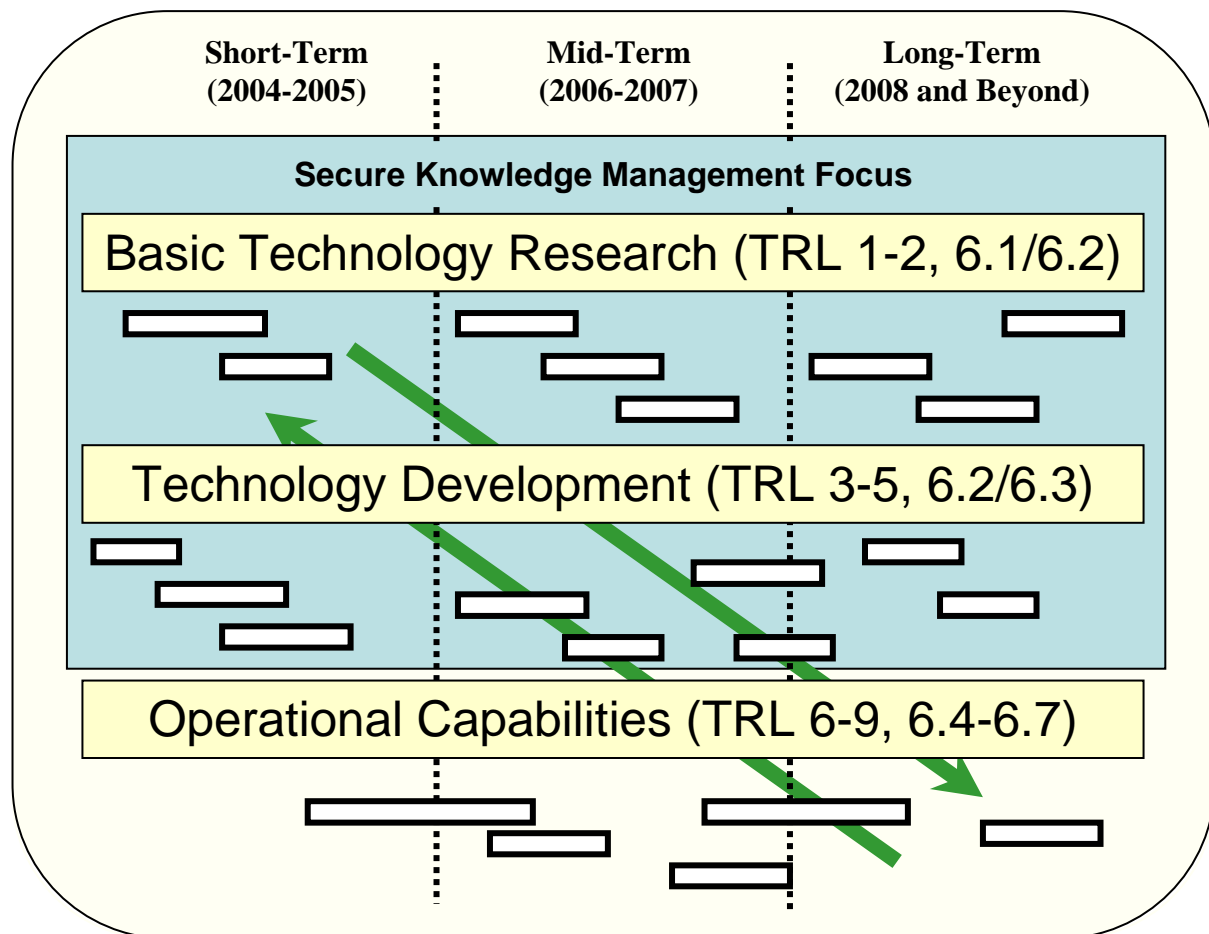 Short-Term
(2004-2005)
Mid-Term
(2006-2007)
Long-Term
(2008 and Beyond)
Secure Knowledge Management Focus
Basic Technology Research (TRL 1-2, 6.1/6.2)
Technology Development (TRL 3-5, 6.2/6.3)
Operational Capabilities (TRL 6-9, 6.4-6.7)